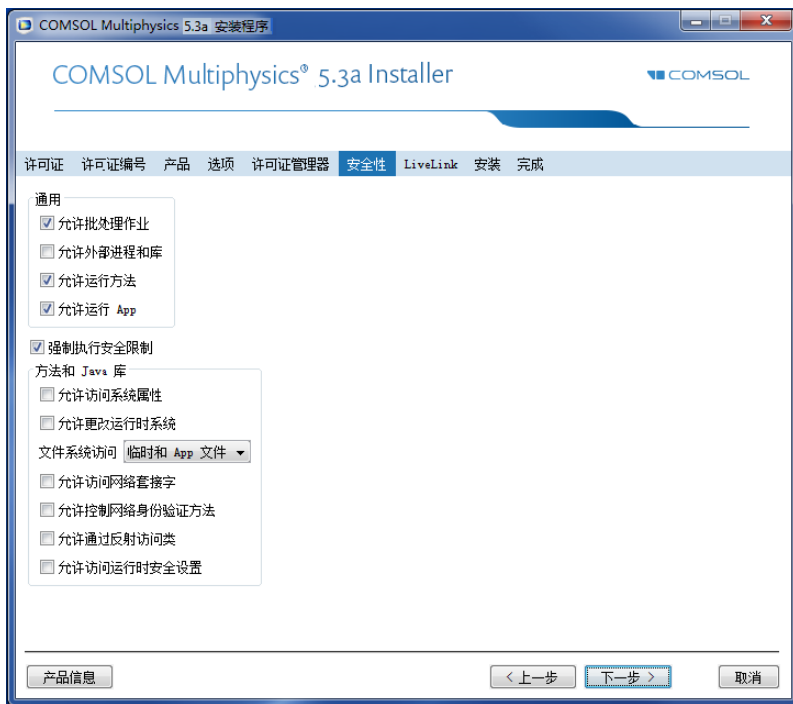 COMSOL Multiphysics 5.3a 安装程序
COMSOL Multiphysics® 5.3a Installer
COMSOL
许可证 许可证编号 产品 选项 许可证管理器 安全性 LiveLink 安装 完成
通用
允许批处理作业
允许外部进程和库
允许运行方法
允许运行 App
强制执行安全限制
方法和 Java 库
允许访问系统属性
允许更改运行时系统
文件系统访问 临时和 App 文件
允许访问网络套接字
允许控制网络身份验证方法
允许通过反射访问类
允许访问运行时安全设置
产品信息 < 上一步 下一步 > 取消